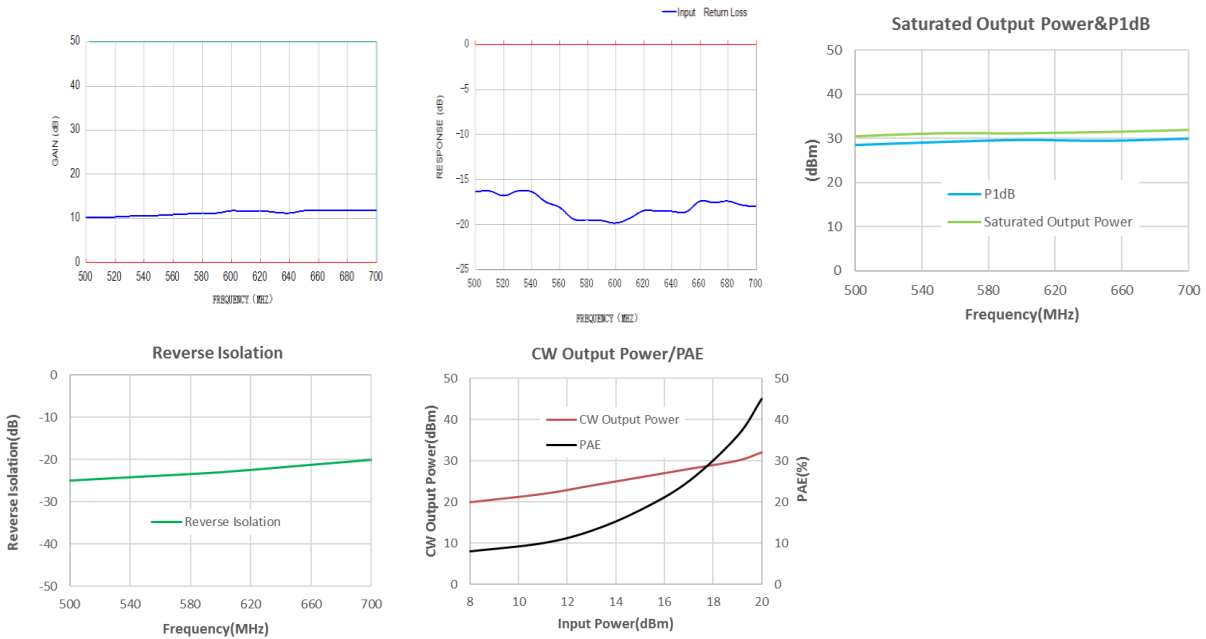 50
40
30
20
10
0
GAIN (dB)
500 520 540 560 580 600 620 640 660 680 700
FREQUENCY (MHZ)
Input Return Loss
0
-5
-10
-15
-20
-25
RESPONSE (dB)
500 520 540 560 580 600 620 640 660 680 700
FREQUENCY (MHZ)
Saturated Output Power&P1dB
50
40
30
20
10
0
(dBm)
P1dB
Saturated Output Power
500 540 580 620 660 700
Frequency(MHz)
Reverse Isolation
0
-10
-20
-30
-40
-50
Reverse Isolation(dB)
Reverse Isolation
500 540 580 620 660 700
Frequency(MHz)
CW Output Power/PAE
50
40
30
20
10
0
CW Output Power(dBm)
CW Output Power
PAE
50
40
30
20
10
0
PAE(%)
8 10 12 14 16 18 20
Input Power(dBm)